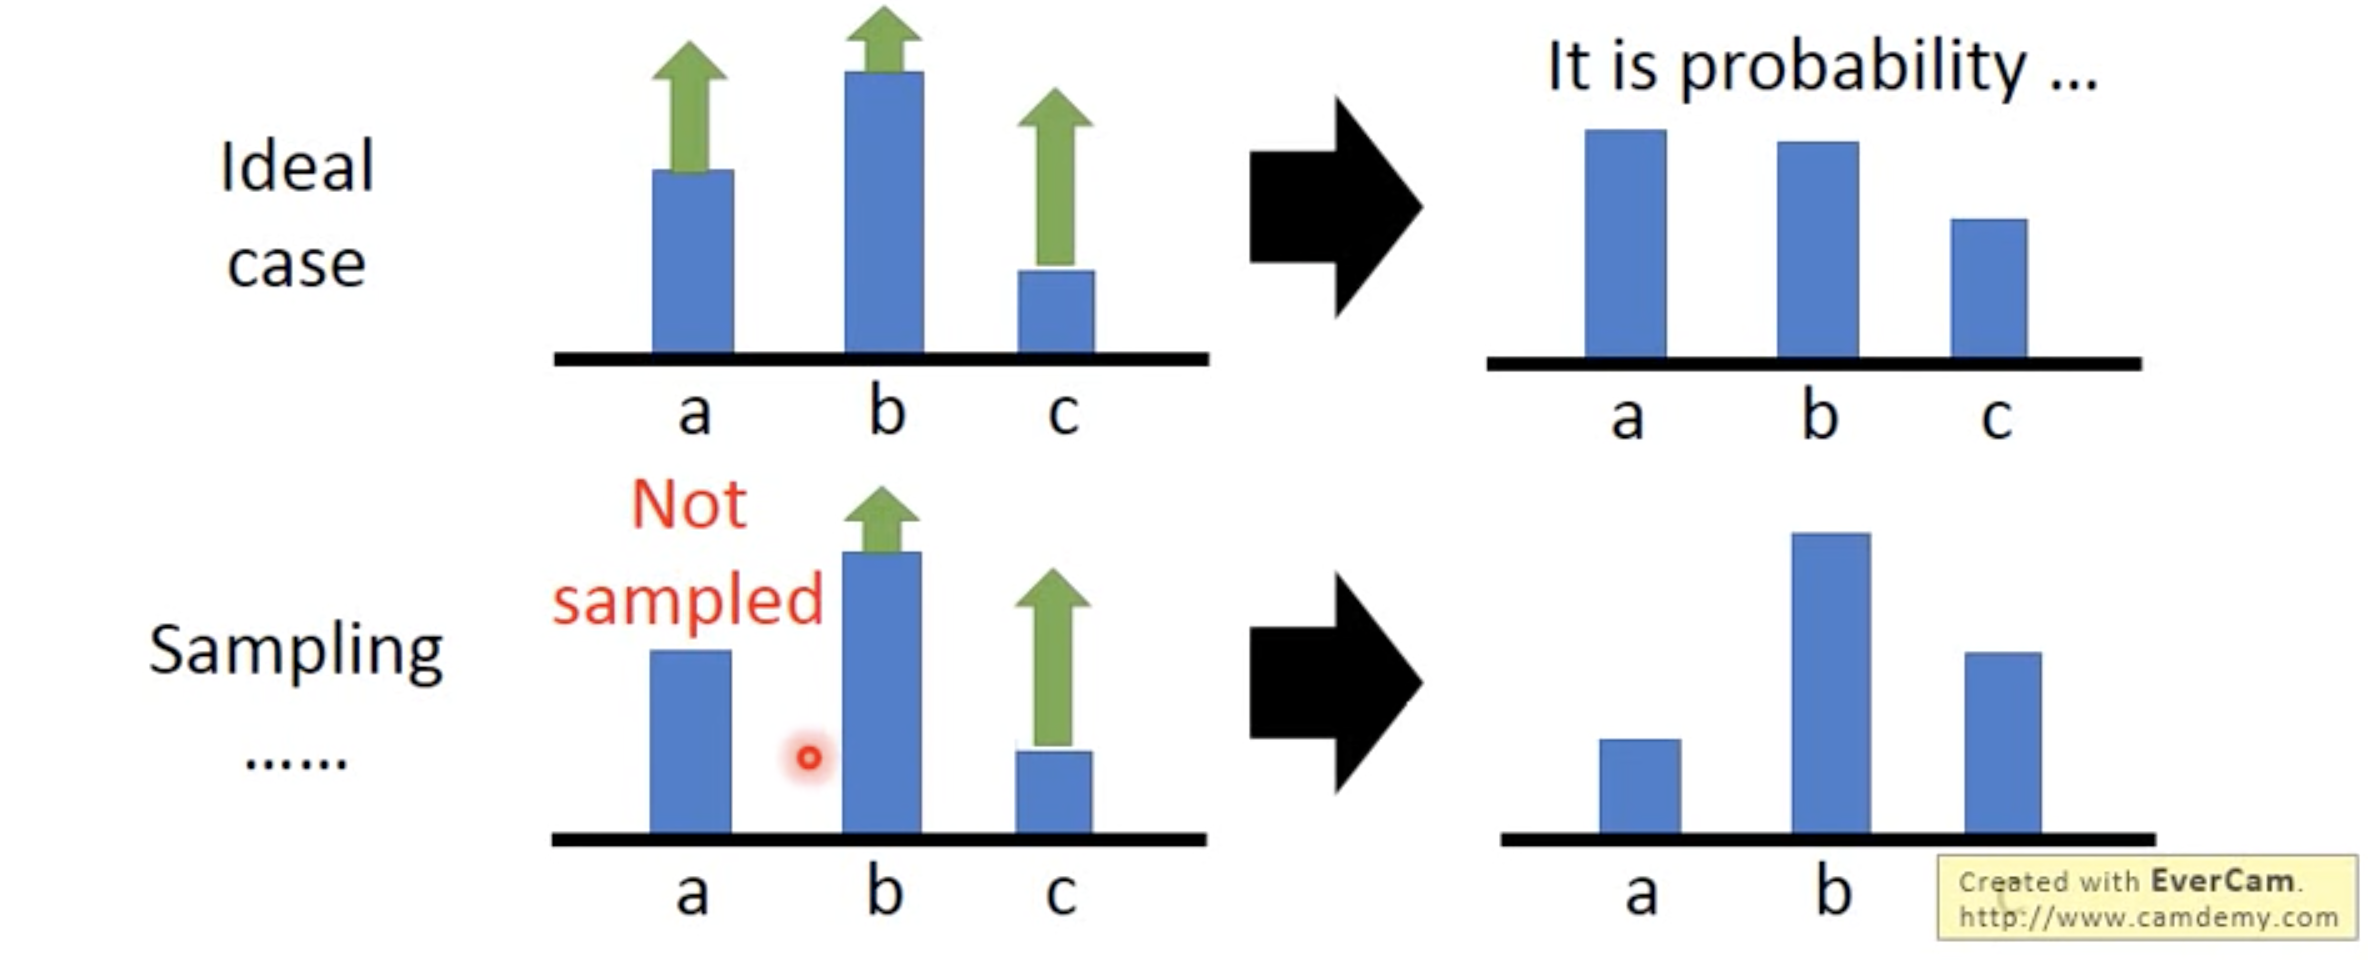 It is probability ...
Ideal
case
a b c
a b c
Not
sampled
Sampling
......
a b c
a b c
Created with EverCam.
http://www.camdemy.com